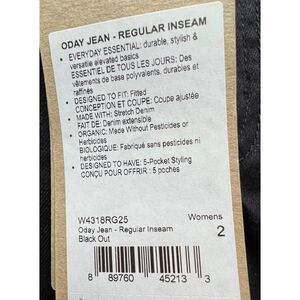 ODAY JEAN - REGULAR INSEAM
• EVERYDAY ESSENTIAL: durable, stylish &
versatile elevated basics
ESSENTIEL DE TOUS LES JOURS: Des
vêtements de base polyvalents, durables et
raffinés
• DESIGNED TO FIT: Fitted
CONCEPTION ET COUPE: Coupe ajustée
• MADE WITH: Stretch Denim
FAIT DE: Denim extensible
• ORGANIC: Made Without Pesticides or
Herbicides
BIOLOGIQUE: Fabriqué sans pesticides ni
herbicides
• DESIGNED TO HAVE: 5-Pocket Styling
CONÇU POUR OFFRIR : 5 poches
W4318RG25 Womens
Oday Jean - Regular Inseam 2
Black Out
8 89760 45213 3